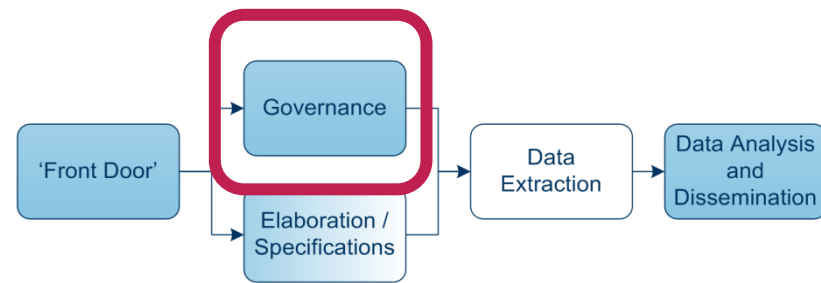 ‘Front Door’
Governance
Elaboration /
Specifications
Data
Extraction
Data Analysis
and
Dissemination